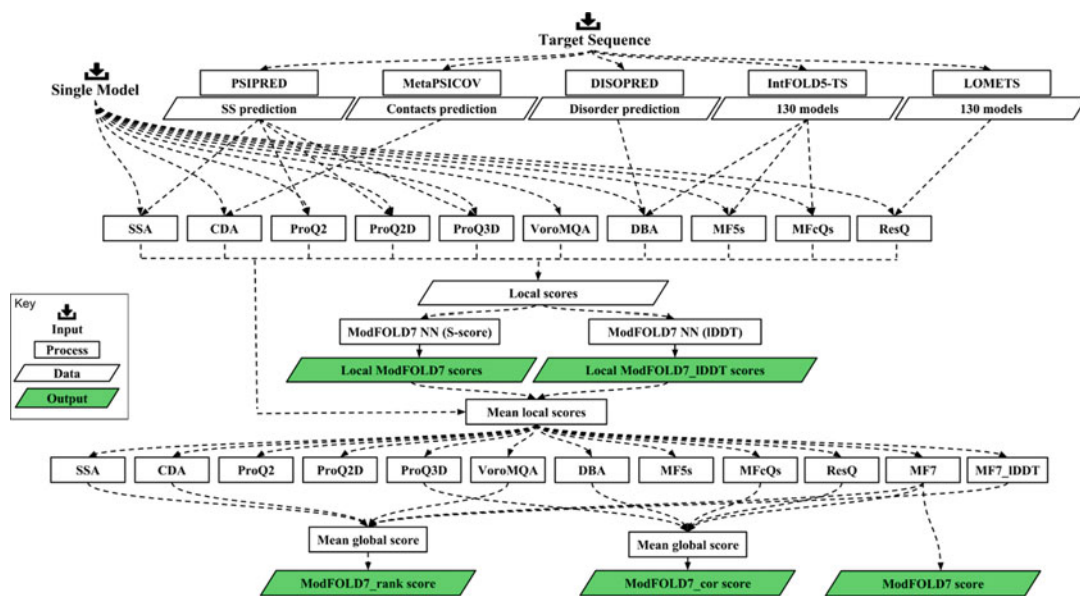 Target Sequence
Single Model
PSIPRED
MetaPSICOV
DISOPRED
IntFOLD5-TS
LOMETS
SS prediction
Contacts prediction
Disorder prediction
130 models
130 models
SSA
CDA
ProQ2
ProQ2D
ProQ3D
VoroMQA
DBA
MF5s
MFcQs
ResQ
Local scores
Key
Input
Process
Data
Output
ModFOLD7 NN (S-score)
ModFOLD7 NN (lDDT)
Local ModFOLD7 scores
Local ModFOLD7_lDDT scores
Mean local scores
SSA
CDA
ProQ2
ProQ2D
ProQ3D
VoroMQA
DBA
MF5s
MFcQs
ResQ
MF7
MF7_lDDT
Mean global score
Mean global score
ModFOLD7_rank score
ModFOLD7_cor score
ModFOLD7 score